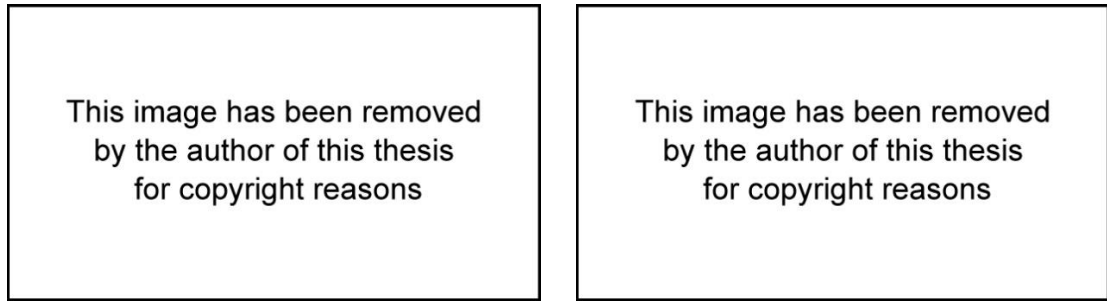 This image has been removed
by the author of this thesis
for copyright reasons
This image has been removed
by the author of this thesis
for copyright reasons